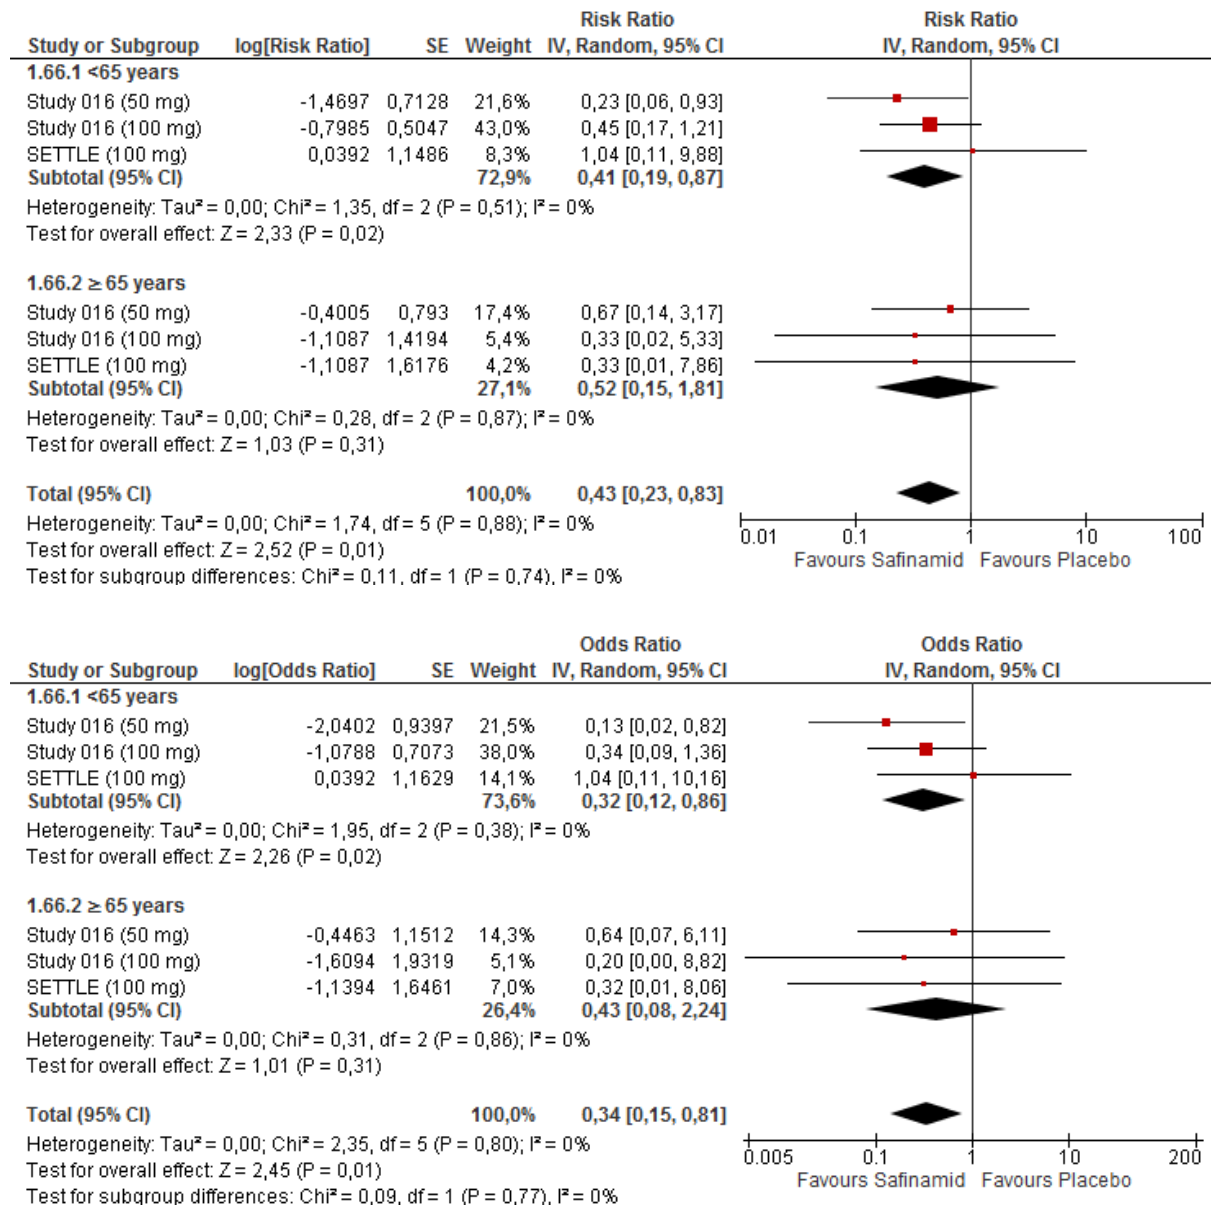 Risk Ratio Risk Ratio
Study or Subgroup log[Risk Ratio] SE Weight IV, Random, 95% CI IV, Random, 95% CI
1.66.1 <65 years
Study 016 (50 mg) -1,4697 0,7128 21,6% 0,23 [0,06, 0,93]
Study 016 (100 mg) -0,7985 0,5047 43,0% 0,45 [0,17, 1,21]
SETTLE (100 mg) 0,0392 1,1486 8,3% 1,04 [0,11, 9,88]
Subtotal (95% CI) 72,9% 0,41 [0,19, 0,87]
Heterogeneity: Tau² = 0,00; Chi² = 1,35, df = 2 (P = 0,51); I² = 0%
Test for overall effect: Z = 2,33 (P = 0,02)
1.66.2 ≥ 65 years
Study 016 (50 mg) -0,4005 0,793 17,4% 0,67 [0,14, 3,17]
Study 016 (100 mg) -1,1087 1,4194 5,4% 0,33 [0,02, 5,33]
SETTLE (100 mg) -1,1087 1,6176 4,2% 0,33 [0,01, 7,86]
Subtotal (95% CI) 27,1% 0,52 [0,15, 1,81]
Heterogeneity: Tau² = 0,00; Chi² = 0,28, df = 2 (P = 0,87); I² = 0%
Test for overall effect: Z = 1,03 (P = 0,31)
Total (95% CI) 100,0% 0,43 [0,23, 0,83]
Heterogeneity: Tau² = 0,00; Chi² = 1,74, df = 5 (P = 0,88); I² = 0%
Test for overall effect: Z = 2,52 (P = 0,01)
Test for subgroup differences: Chi² = 0,11, df = 1 (P = 0,74), I² = 0%
0.01 0.1 1 10 100
Favours Safinamid Favours Placebo
Odds Ratio Odds Ratio
Study or Subgroup log[Odds Ratio] SE Weight IV, Random, 95% CI IV, Random, 95% CI
1.66.1 <65 years
Study 016 (50 mg) -2,0402 0,9397 21,5% 0,13 [0,02, 0,82]
Study 016 (100 mg) -1,0788 0,7073 38,0% 0,34 [0,09, 1,36]
SETTLE (100 mg) 0,0392 1,1629 14,1% 1,04 [0,11, 10,16]
Subtotal (95% CI) 73,6% 0,32 [0,12, 0,86]
Heterogeneity: Tau² = 0,00; Chi² = 1,95, df = 2 (P = 0,38); I² = 0%
Test for overall effect: Z = 2,26 (P = 0,02)
1.66.2 ≥ 65 years
Study 016 (50 mg) -0,4463 1,1512 14,3% 0,64 [0,07, 6,11]
Study 016 (100 mg) -1,6094 1,9319 5,1% 0,20 [0,00, 8,82]
SETTLE (100 mg) -1,1394 1,6461 7,0% 0,32 [0,01, 8,06]
Subtotal (95% CI) 26,4% 0,43 [0,08, 2,24]
Heterogeneity: Tau² = 0,00; Chi² = 0,31, df = 2 (P = 0,86); I² = 0%
Test for overall effect: Z = 1,01 (P = 0,31)
Total (95% CI) 100,0% 0,34 [0,15, 0,81]
Heterogeneity: Tau² = 0,00; Chi² = 2,35, df = 5 (P = 0,80); I² = 0%
Test for overall effect: Z = 2,45 (P = 0,01)
Test for subgroup differences: Chi² = 0,09, df = 1 (P = 0,77), I² = 0%
0.005 0.1 1 10 200
Favours Safinamid Favours Placebo